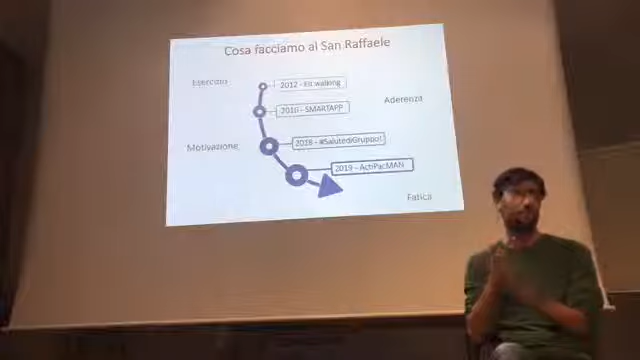 Cosa facciamo al San Raffaele
Esercizio
2012 - Fit walking
Aderenza
2016 - SMARTAPP
2018 - #SalutediGruppo!
Motivazione
2019 - ActiPacMAN
Fatica